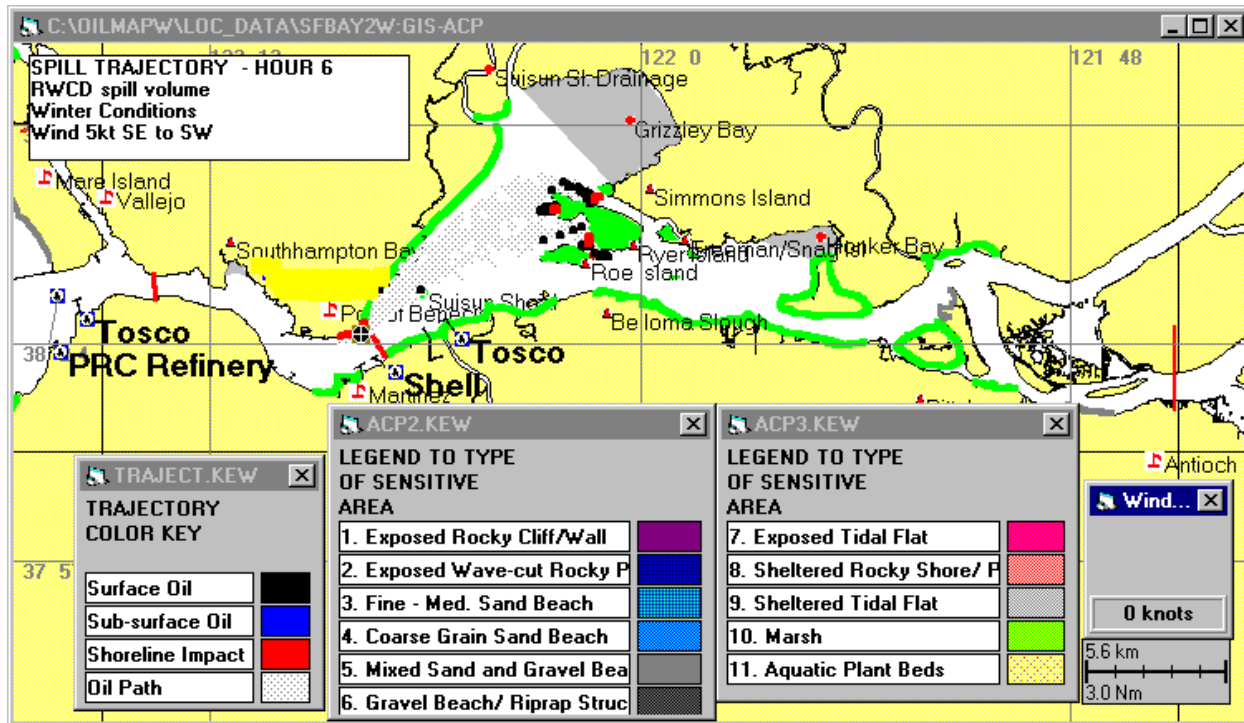 C:\OILMAPW\LOC_DATA\SFBAY2W:GIS-ACP
122 0
121 48
SPILL TRAJECTORY - HOUR 6
RWCD spill volume
Winter Conditions
Wind 5kt SE to SW
Suisun Sl. Drainage
Grizzley Bay
Mare Island
Vallejo
Simmons Island
Southhampton Bay
Honker Bay
Ryer Island
Roe Island
Suisun Shoal
Port of Benecia
Belloma Slough
Tosco
Tosco
PRC Refinery
Shell
Martinez
Antioch
37 5
TRAJECT.KEW
TRAJECTORY
COLOR KEY
Surface Oil
Sub-surface Oil
Shoreline Impact
Oil Path
ACP2.KEW
LEGEND TO TYPE
OF SENSITIVE
AREA
1. Exposed Rocky Cliff/Wall
2. Exposed Wave-cut Rocky P
3. Fine - Med. Sand Beach
4. Coarse Grain Sand Beach
5. Mixed Sand and Gravel Bea
6. Gravel Beach/ Riprap Struc
ACP3.KEW
LEGEND TO TYPE
OF SENSITIVE
AREA
7. Exposed Tidal Flat
8. Sheltered Rocky Shore/ P
9. Sheltered Tidal Flat
10. Marsh
11. Aquatic Plant Beds
Wind...
0 knots
5.6 km
3.0 Nm